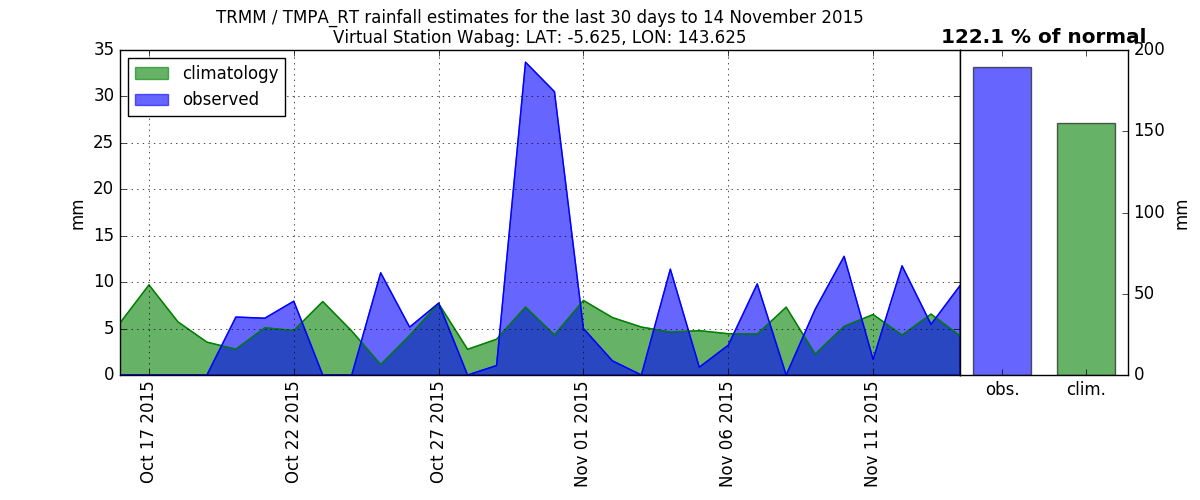 TRMM / TMPA_RT rainfall estimates for the last 30 days to 14 November 2015
Virtual Station Wabag: LAT: -5.625, LON: 143.625
122.1 % of normal
climatology
observed
35
30
25
20
15
10
5
0
mm
Oct 17 2015
Oct 22 2015
Oct 27 2015
Nov 01 2015
Nov 06 2015
Nov 11 2015
200
150
100
50
0
mm
obs.
clim.